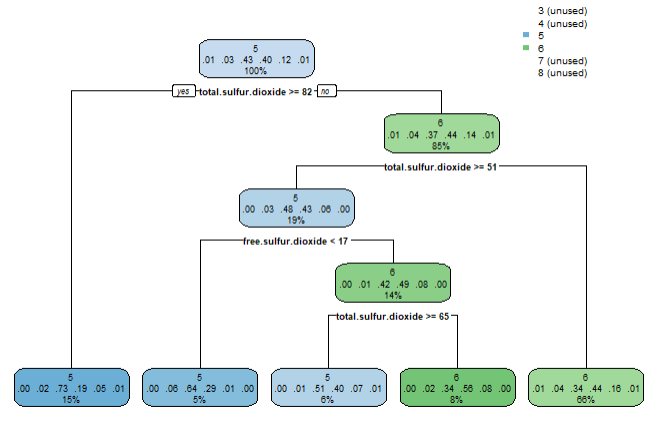 3 (unused)
4 (unused)
5
6
7 (unused)
8 (unused)
5
.01 .03 .43 .40 .12 .01
100%
yes total.sulfur.dioxide >= 82 no
6
.01 .04 .37 .44 .14 .01
85%
total.sulfur.dioxide >= 51
5
.00 .03 .48 .43 .06 .00
19%
free.sulfur.dioxide < 17
6
.00 .01 .42 .49 .08 .00
14%
total.sulfur.dioxide >= 65
5
.00 .02 .73 .19 .05 .01
15%
5
.00 .06 .64 .29 .01 .00
5%
5
.00 .01 .51 .40 .07 .01
6%
6
.00 .02 .34 .56 .08 .00
8%
6
.01 .04 .34 .44 .16 .01
66%